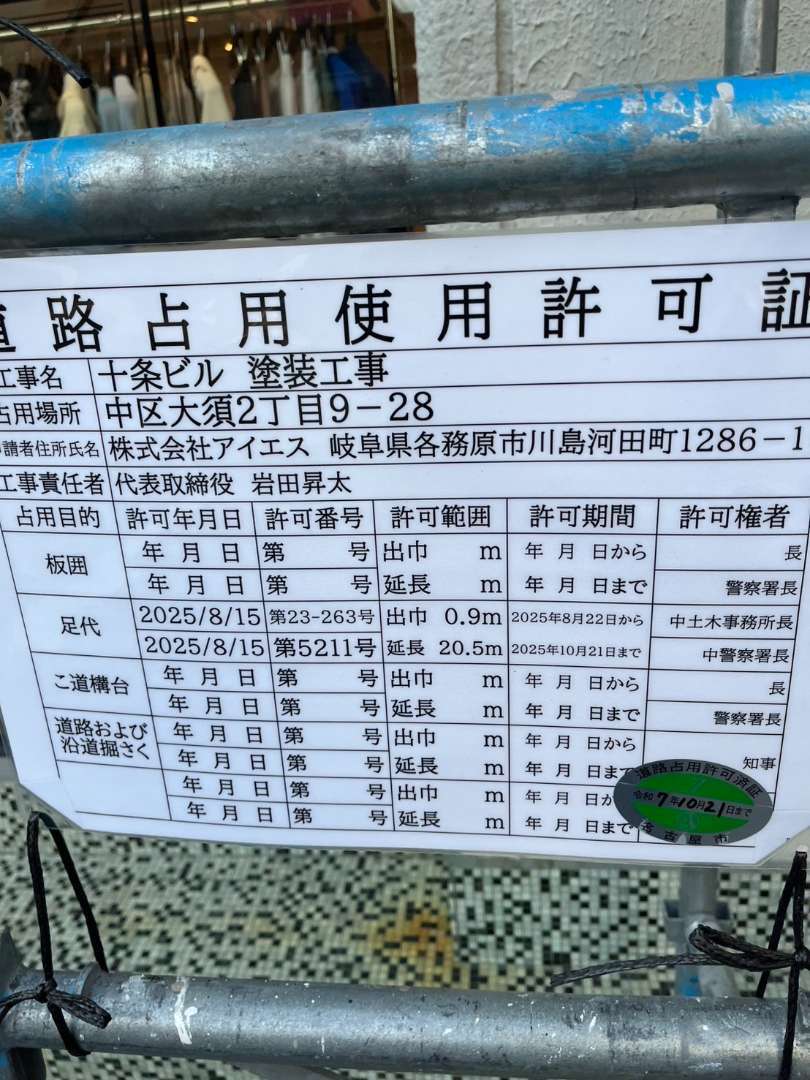 道路占用使用許可証
工事名 十条ビル 塗装工事
占用場所 中区大須2丁目9-28
申請者住所氏名 株式会社アイエス 岐阜県各務原市川島河田町1286-1
工事責任者 代表取締役 岩田昇太
占用目的 許可年月日 許可番号 許可範囲 許可期間 許可権者
板囲 年 月 日 第 号 出巾 m 年 月 日から 長
年 月 日 第 号 延長 m 年 月 日まで 警察署長
足代 2025/8/15 第23-263号 出巾 0.9m 2025年8月22日から 中土木事務所長
2025/8/15 第5211号 延長 20.5m 2025年10月21日まで 中警察署長
こ道構台 年 月 日 第 号 出巾 m 年 月 日から 長
年 月 日 第 号 延長 m 年 月 日まで 警察署長
道路および 年 月 日 第 号 出巾 m 年 月 日から 知事
沿道掘さく 年 月 日 第 号 延長 m 年 月 日まで
年 月 日 第 号 出巾 m 年 月 日か
年 月 日 第 号 延長 m 年 月 日まで
道路占用許可済証
令和7年10月21日まで
名古屋市